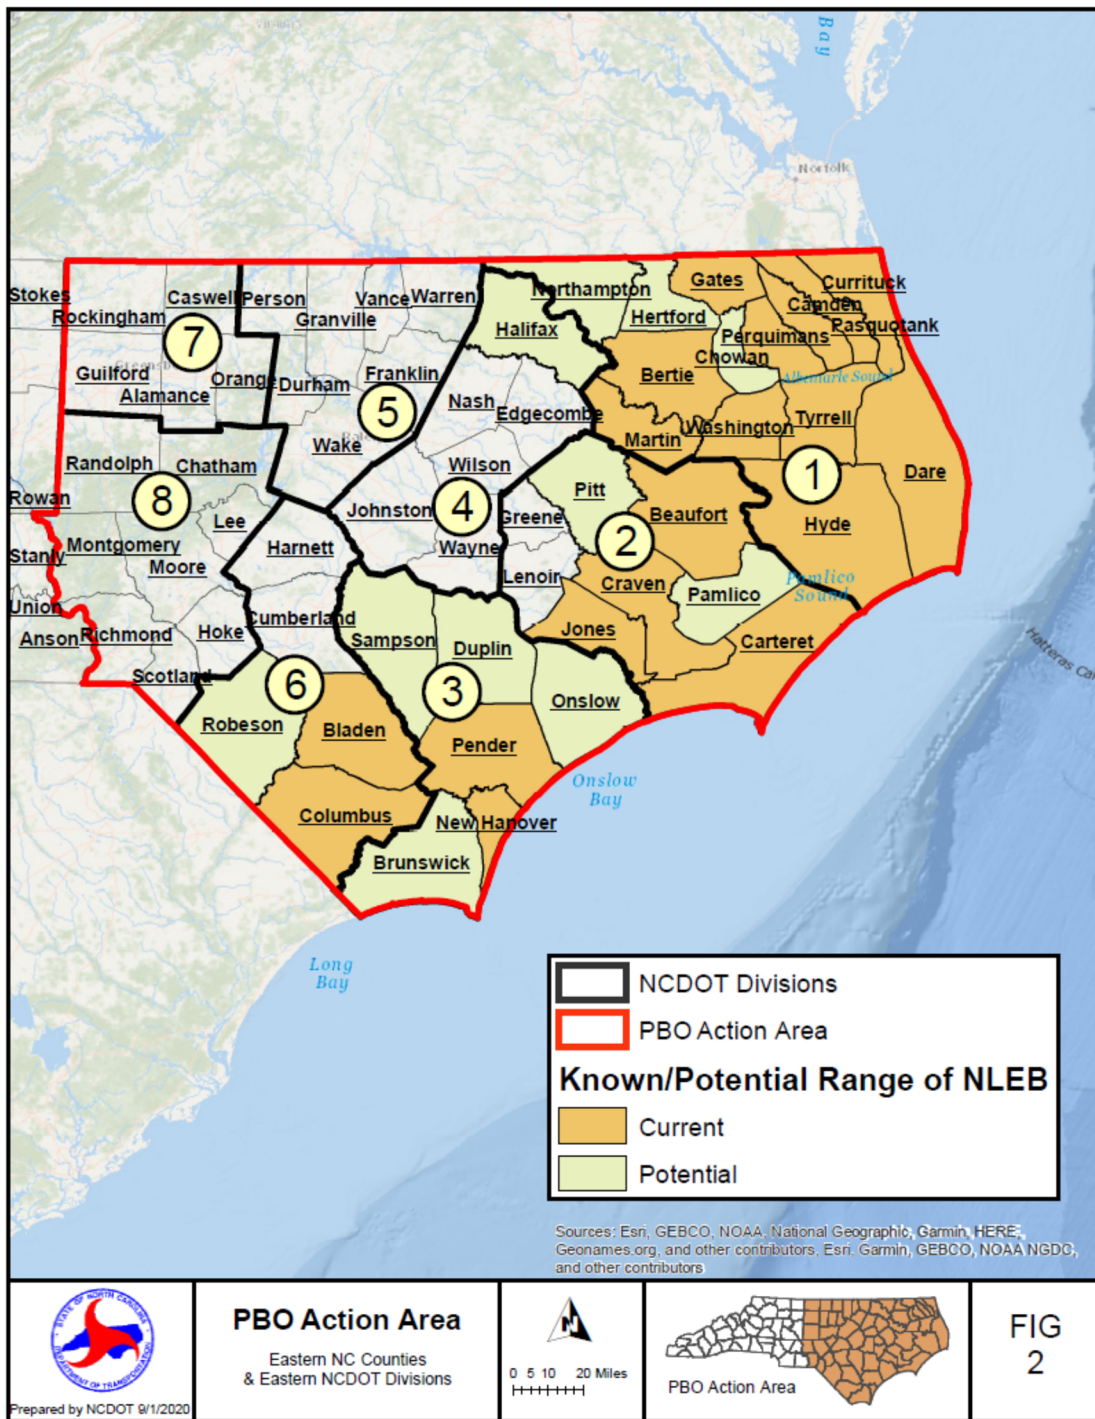 Bay
Norfolk
Stokes
Rockingham
Caswell
Person
Vance
Warren
Granville
Northampton
Gates
Currituck
Camden
Halifax
Hertford
Perquimans
Pasquotank
7
Guilford
Orange
Alamance
Durham
Franklin
Chowan
Albemarle Sound
Bertie
5
Nash
Edgecombe
Tyrrell
Washington
Martin
Wake
Randolph
Chatham
Wilson
1
Dare
Rowan
8
Johnston
4
Pitt
Beaufort
Hyde
Lee
Greene
2
Stanly
Montgomery
Moore
Harnett
Wayne
Lenoir
Craven
Pamlico
Pamlico
Sound
Union
Anson
Richmond
Hoke
Cumberland
Sampson
Duplin
Jones
Carteret
Scotland
6
3
Onslow
Robeson
Bladen
Pender
Onslow
Bay
Columbus
New Hanover
Brunswick
Long
Bay
NCDOT Divisions
PBO Action Area
Known/Potential Range of NLEB
Current
Potential
Sources: Esri, GEBCO, NOAA, National Geographic, Garmin, HERE,
Geonames.org, and other contributors, Esri, Garmin, GEBCO, NOAA NGDC,
and other contributors
STATE OF NORTH CAROLINA
DEPARTMENT OF TRANSPORTATION
Prepared by NCDOT 9/1/2020
PBO Action Area
Eastern NC Counties
& Eastern NCDOT Divisions
N
0 5 10 20 Miles
PBO Action Area
FIG
2